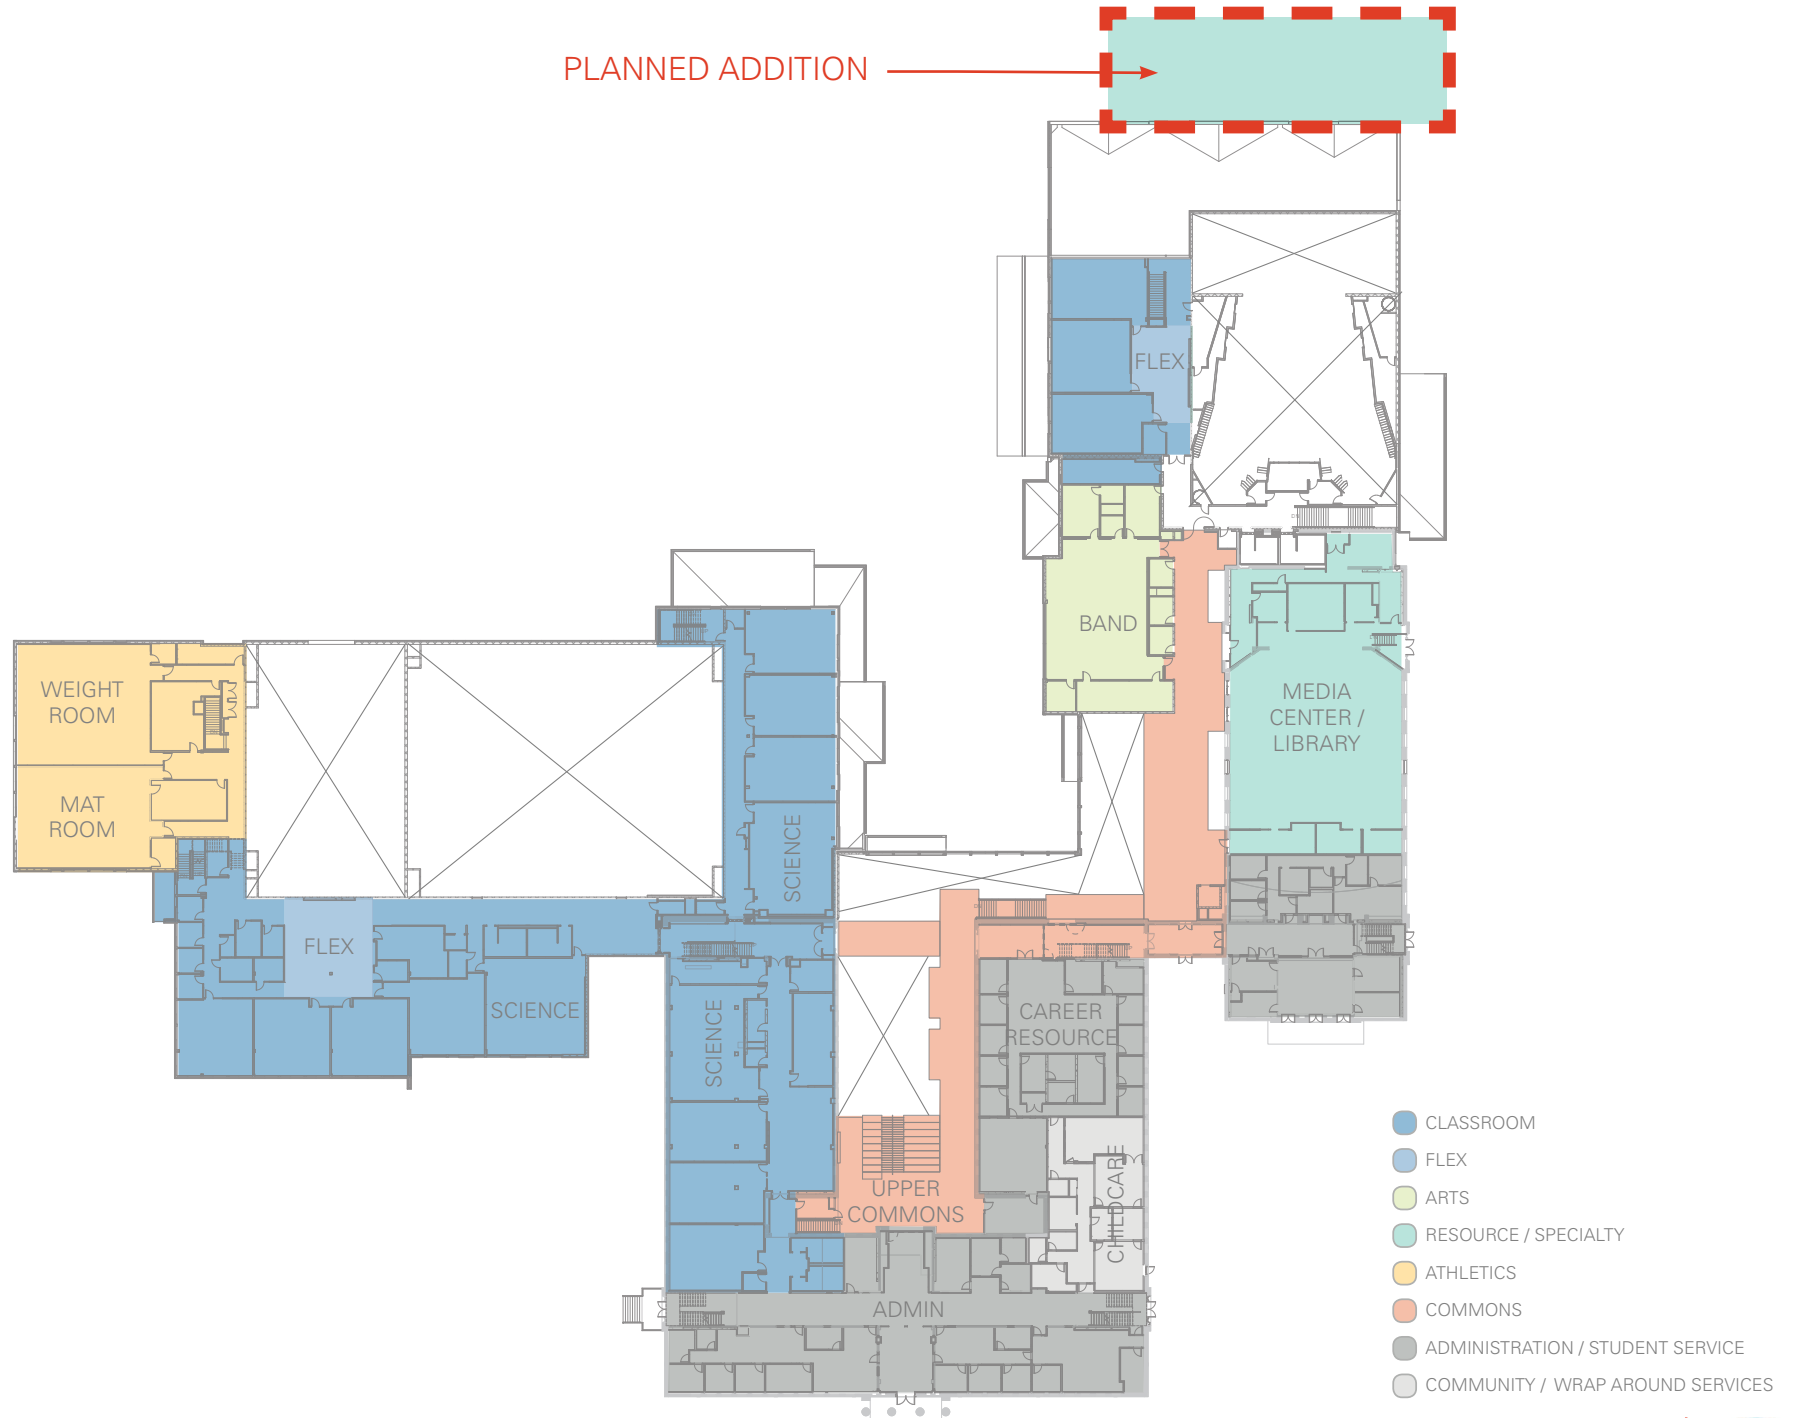 PLANNED ADDITION
FLEX
BAND
WEIGHT
ROOM
MEDIA
CENTER /
LIBRARY
MAT
ROOM
SCIENCE
FLEX
SCIENCE
SCIENCE
CAREER
RESOURCE
UPPER
COMMONS
CHILDCARE
ADMIN
CLASSROOM
FLEX
ARTS
RESOURCE / SPECIALTY
ATHLETICS
COMMONS
ADMINISTRATION / STUDENT SERVICE
COMMUNITY / WRAP AROUND SERVICES